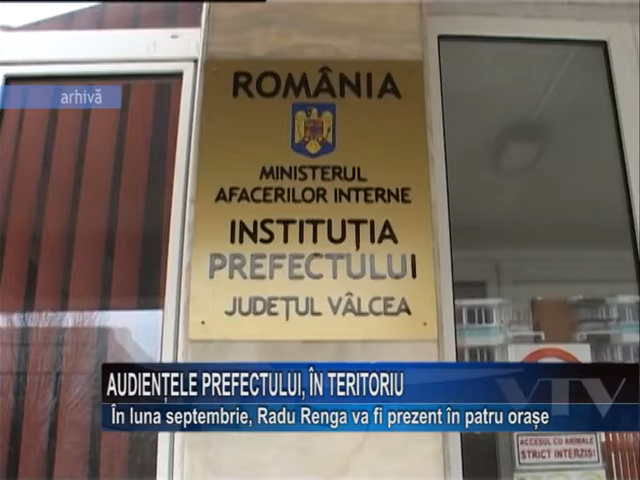 arhivă
ROMÂNIA
MINISTERUL
AFACERILOR INTERNE
INSTITUȚIA
PREFECTULUI
JUDEȚUL VÂLCEA
AUDIENȚELE PREFECTULUI, ÎN TERITORIU
În luna septembrie, Radu Renga va fi prezent în patru orașe
VTV
ACCESUL CU ANIMALE
STRICT INTERZIS!